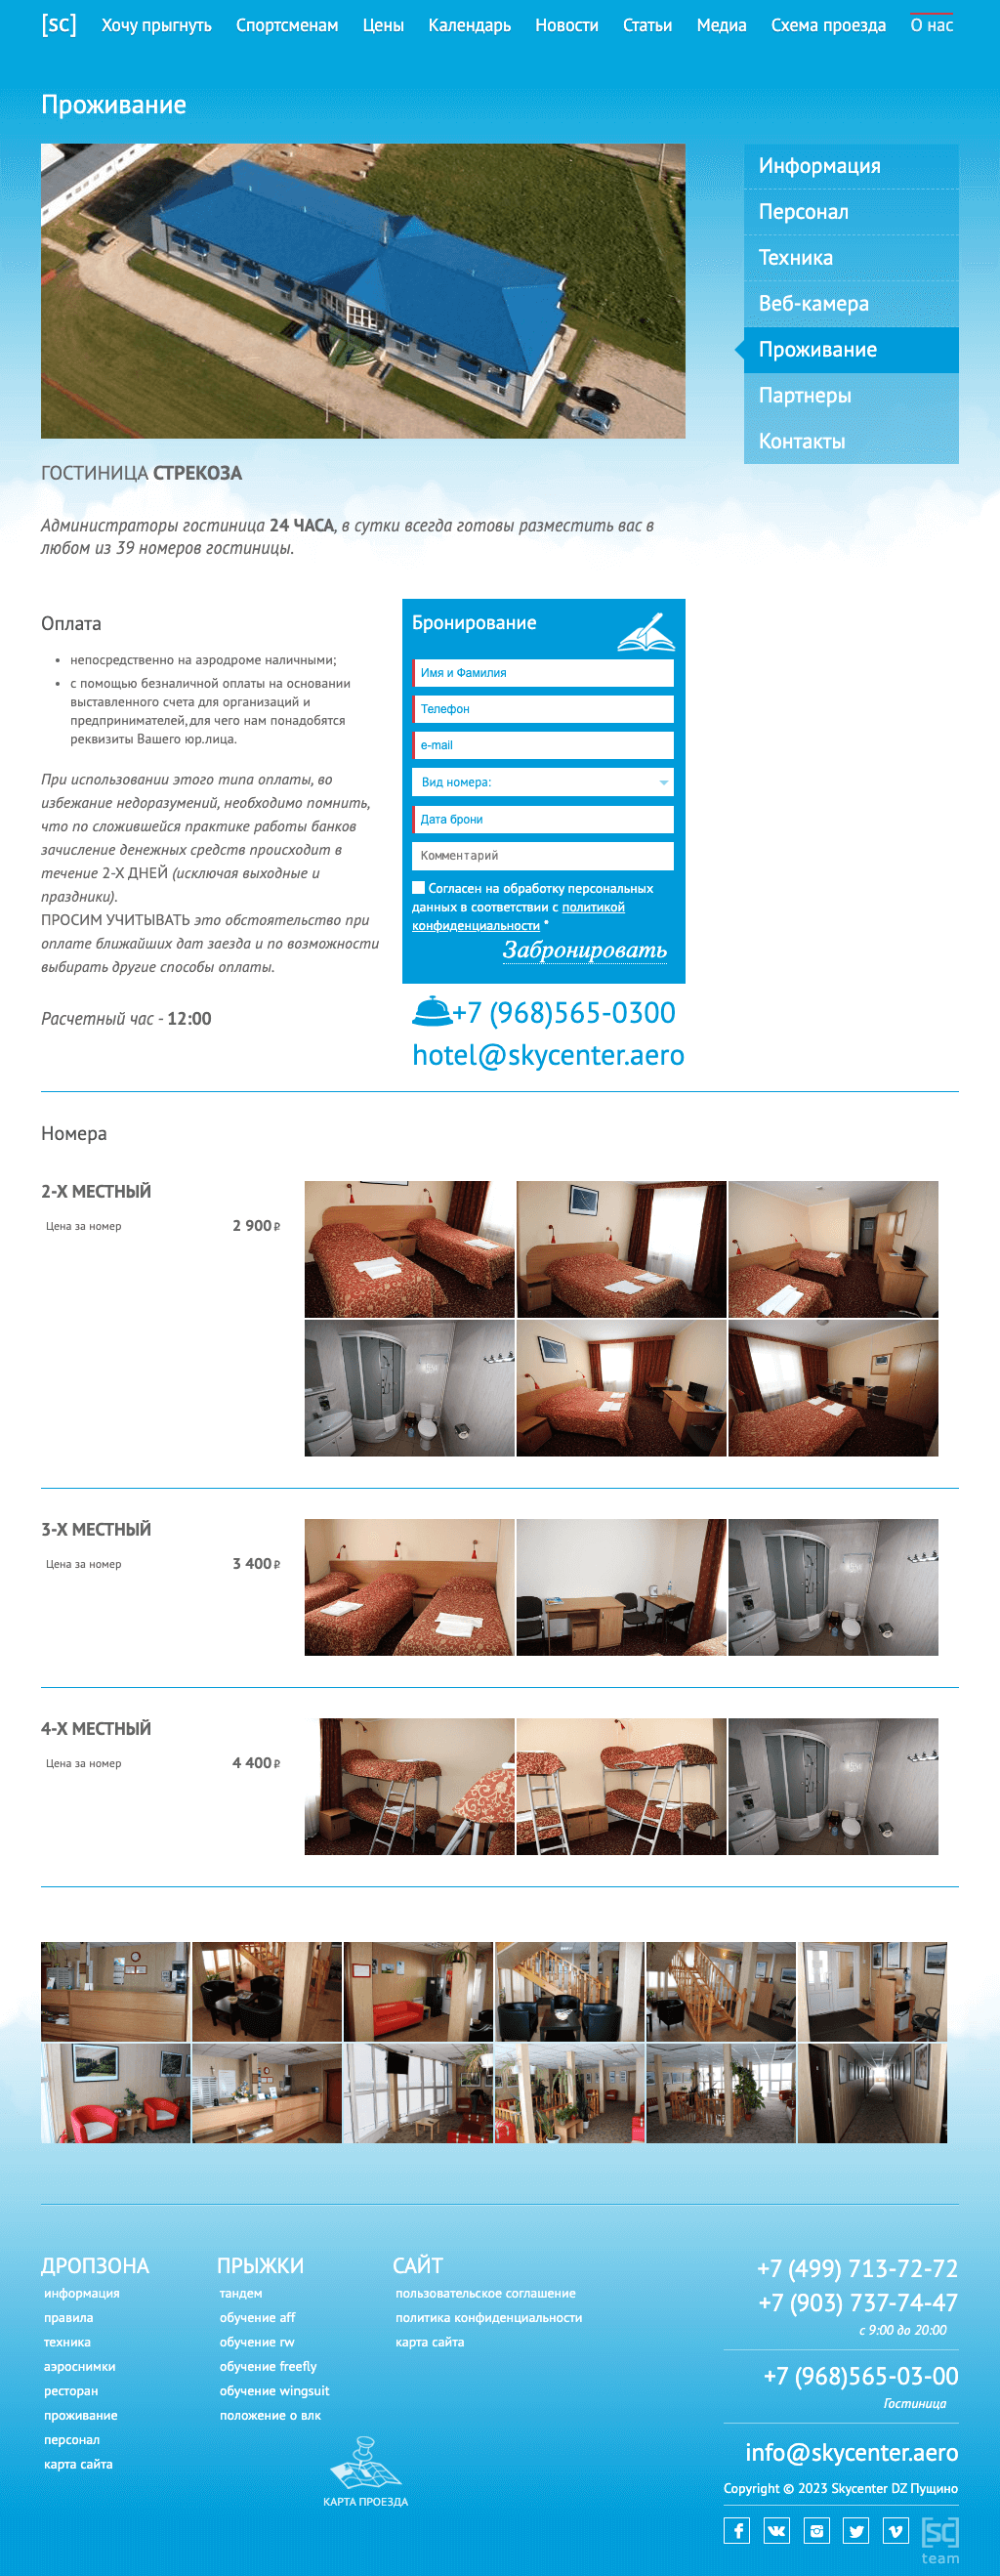 [sc] Хочу прыгнуть Спортсменам Цены Календарь Новости Статьи Медиа Схема проезда О нас
Проживание
Информация
Персонал
Техника
Веб-камера
Проживание
Партнеры
Контакты
ГОСТИНИЦА СТРЕКОЗА
Администраторы гостиница 24 ЧАСА, в сутки всегда готовы разместить вас в
любом из 39 номеров гостиницы.
Оплата
• непосредственно на аэродроме наличными;
• с помощью безналичной оплаты на основании
выставленного счета для организаций и
предпринимателей, для чего нам понадобятся
реквизиты Вашего юр.лица.
При использовании этого типа оплаты, во
избежание недоразумений, необходимо помнить,
что по сложившейся практике работы банков
зачисление денежных средств происходит в
течение 2-Х ДНЕЙ (исключая выходные и
праздники).
ПРОСИМ УЧИТЫВАТЬ это обстоятельство при
оплате ближайших дат заезда и по возможности
выбирать другие способы оплаты.
Расчетный час - 12:00
Бронирование
Имя и Фамилия
Телефон
e-mail
Вид номера:
Дата брони
Комментарий
Согласен на обработку персональных
данных в соответствии с политикой
конфиденциальности *
Забронировать
+7 (968)565-0300
hotel@skycenter.aero
Номера
2-Х МЕСТНЫЙ
Цена за номер 2 900 ₽
3-Х МЕСТНЫЙ
Цена за номер 3 400 ₽
4-Х МЕСТНЫЙ
Цена за номер 4 400 ₽
ДРОПЗОНА
информация
правила
техника
аэроснимки
ресторан
проживание
персонал
карта сайта
ПРЫЖКИ
тандем
обучение aff
обучение rw
обучение freefly
обучение wingsuit
положение о влк
САЙТ
пользовательское соглашение
политика конфиденциальности
карта сайта
КАРТА ПРОЕЗДА
+7 (499) 713-72-72
+7 (903) 737-74-47
с 9:00 до 20:00
+7 (968)565-03-00
Гостиница
info@skycenter.aero
Copyright © 2023 Skycenter DZ Пущино
[sc]
team